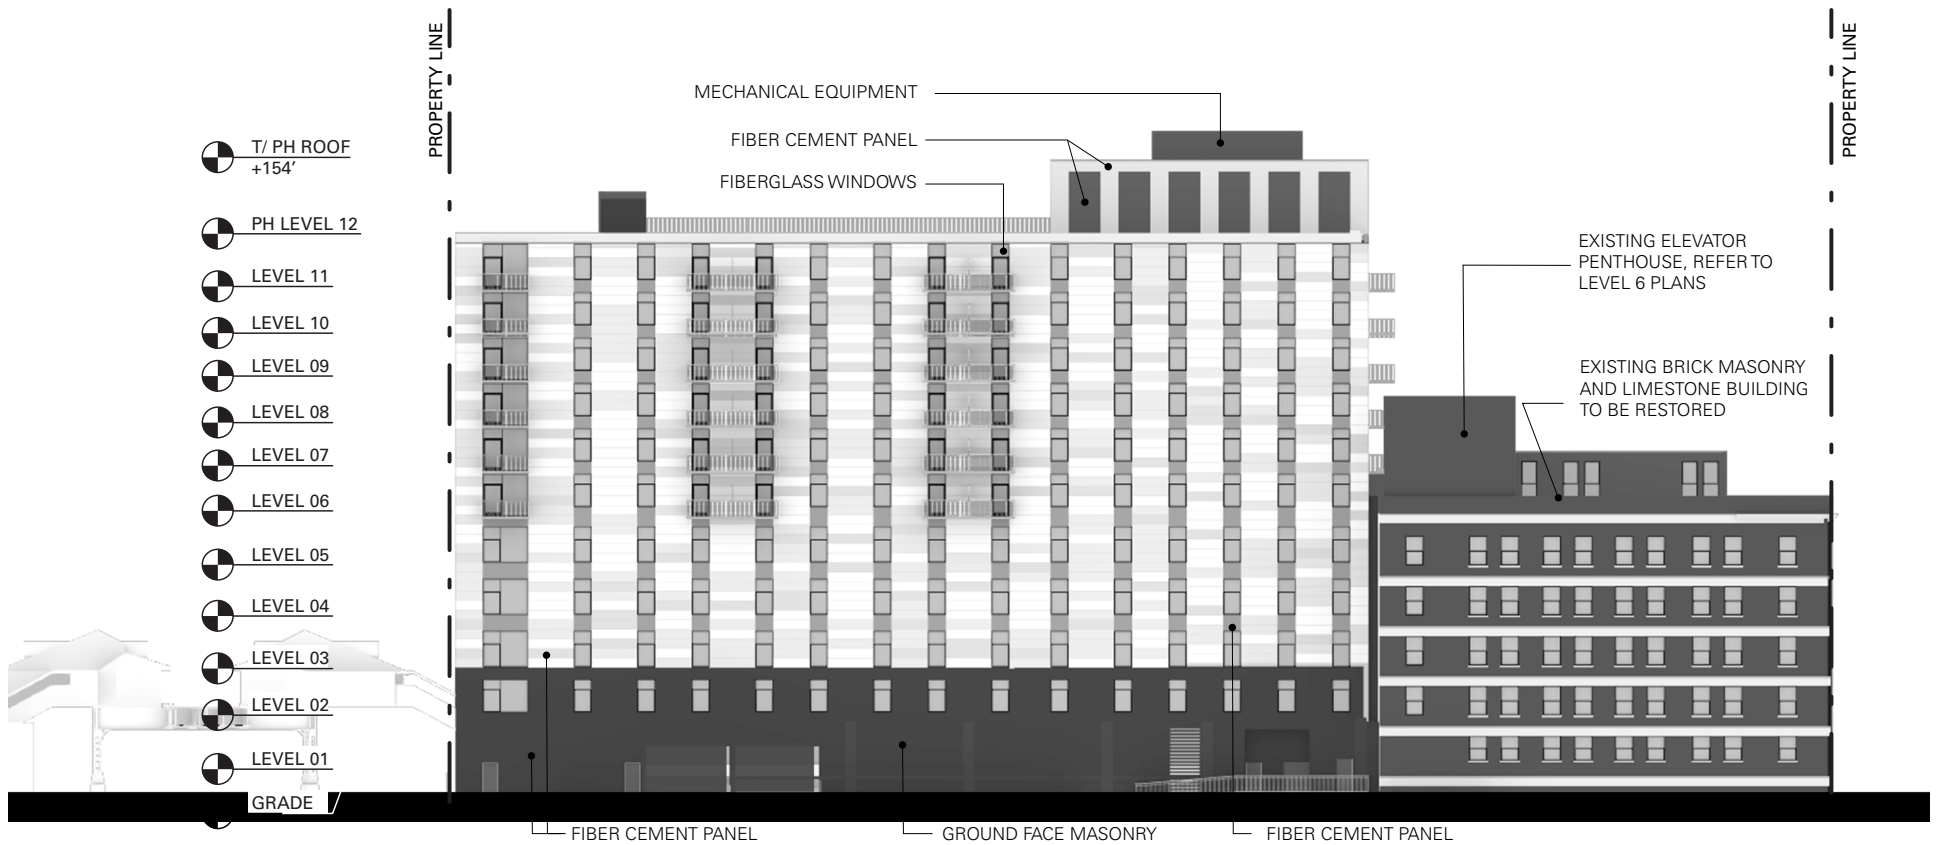 PROPERTY LINE
PROPERTY LINE
MECHANICAL EQUIPMENT
FIBER CEMENT PANEL
FIBERGLASS WINDOWS
T/ PH ROOF
+154’
PH LEVEL 12
LEVEL 11
LEVEL 10
LEVEL 09
LEVEL 08
LEVEL 07
LEVEL 06
LEVEL 05
LEVEL 04
LEVEL 03
LEVEL 02
LEVEL 01
GRADE
EXISTING ELEVATOR
PENTHOUSE, REFER TO
LEVEL 6 PLANS
EXISTING BRICK MASONRY
AND LIMESTONE BUILDING
TO BE RESTORED
FIBER CEMENT PANEL
GROUND FACE MASONRY
FIBER CEMENT PANEL